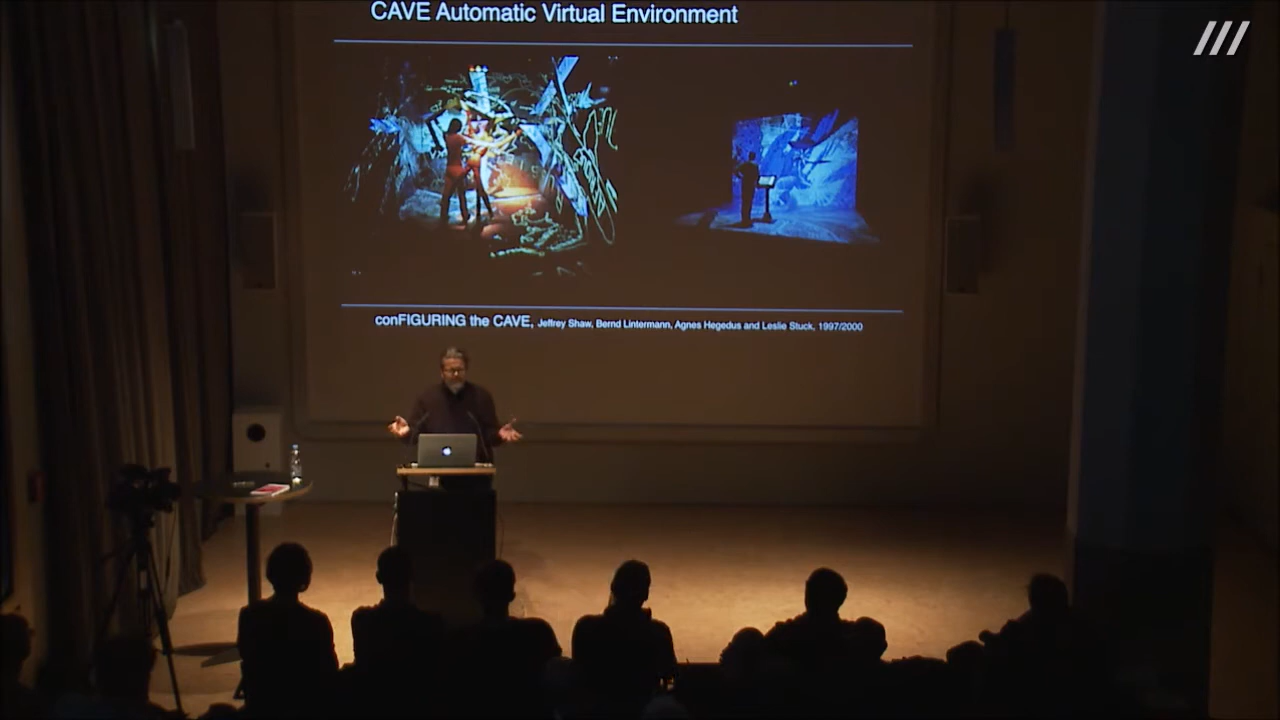 CAVE Automatic Virtual Environment
conFIGURING the CAVE, Jeffrey Shaw, Bernd Lintermann, Agnes Hegedus and Leslie Stuck, 1997/2000